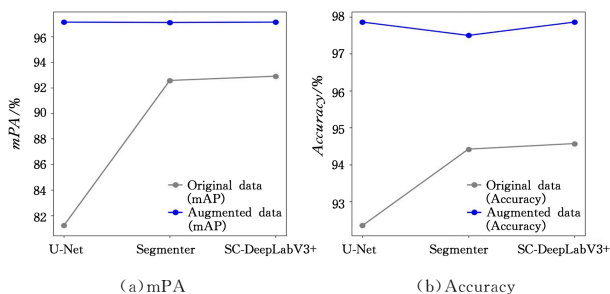 96
94
92
90
88
86
84
82
mPA/%
Original data
(mAP)
Augmented data
(mAP)
U-Net Segmenter SC-DeepLabV3+
(a)mPA
98
97
96
95
94
93
Accuracy/%
Original data
(Accuracy)
Augmented data
(Accuracy)
U-Net Segmenter SC-DeepLabV3+
(b)Accuracy